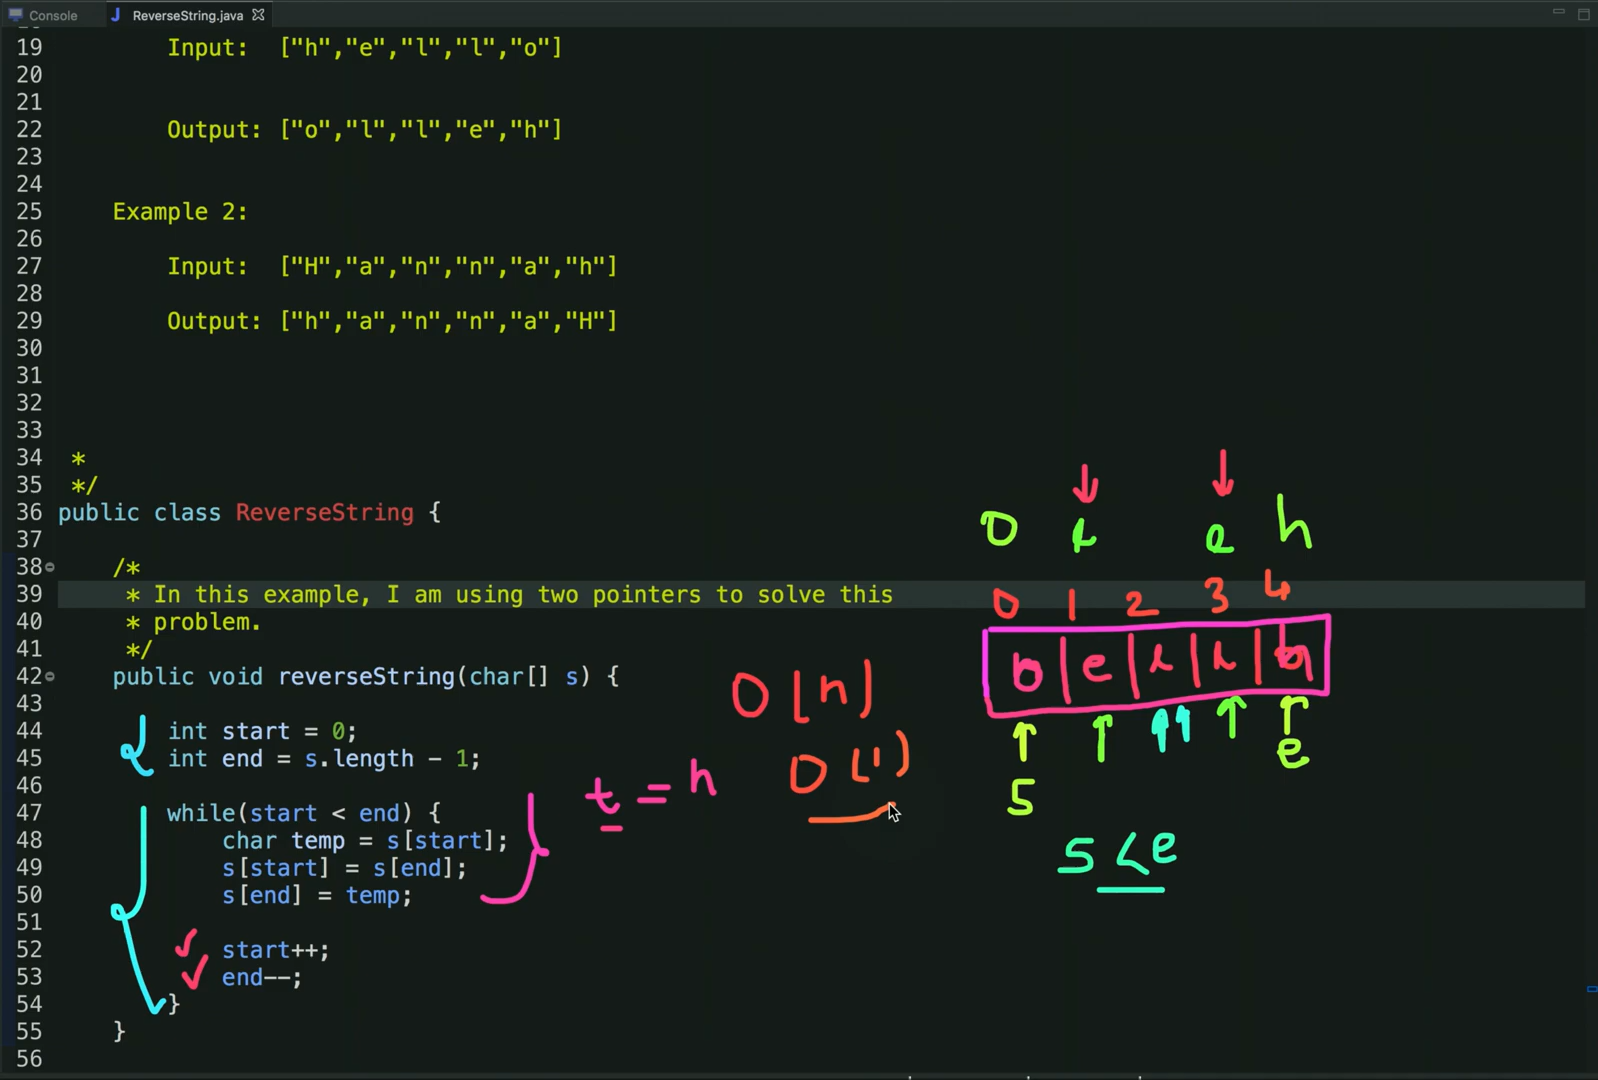 Console ReverseString.java
19 Input: ["h","e","l","l","o"]
20
21
22 Output: ["o","l","l","e","h"]
23
24
25 Example 2:
26
27 Input: ["H","a","n","n","a","h"]
28
29 Output: ["h","a","n","n","a","H"]
30
31
32
33
34 *
35 */
36 public class ReverseString {
37
38 /*
39 * In this example, I am using two pointers to solve this
40 * problem.
41 */
42 public void reverseString(char[] s) {
43
44 int start = 0;
45 int end = s.length - 1;
46
47 while(start < end) {
48 char temp = s[start];
49 s[start] = s[end];
50 s[end] = temp;
51
52 start++;
53 end--;
54 }
55 }
56
o l e h
0 1 2 3 4
e l l h
O(n)
O(1)
t = h
s e
s < e